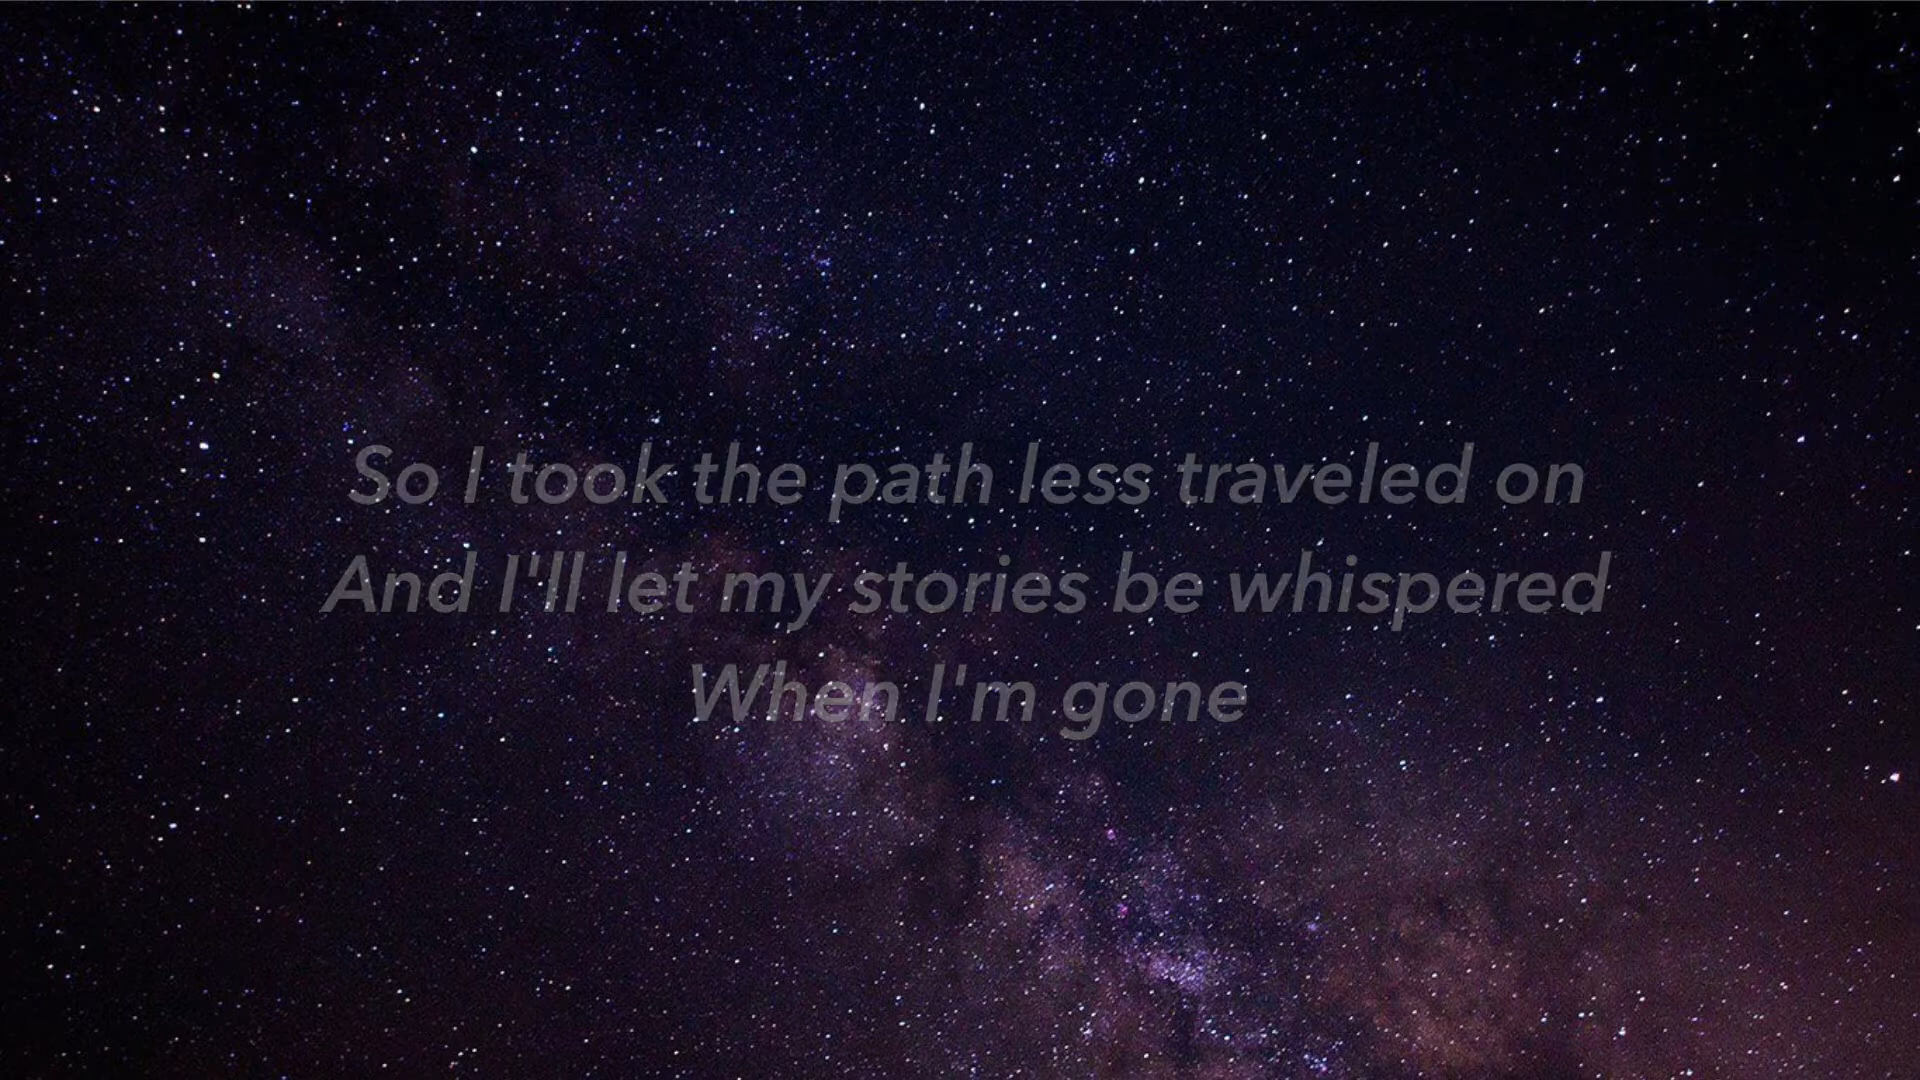 So I took the path less traveled on
And I'll let my stories be whispered
When I'm gone